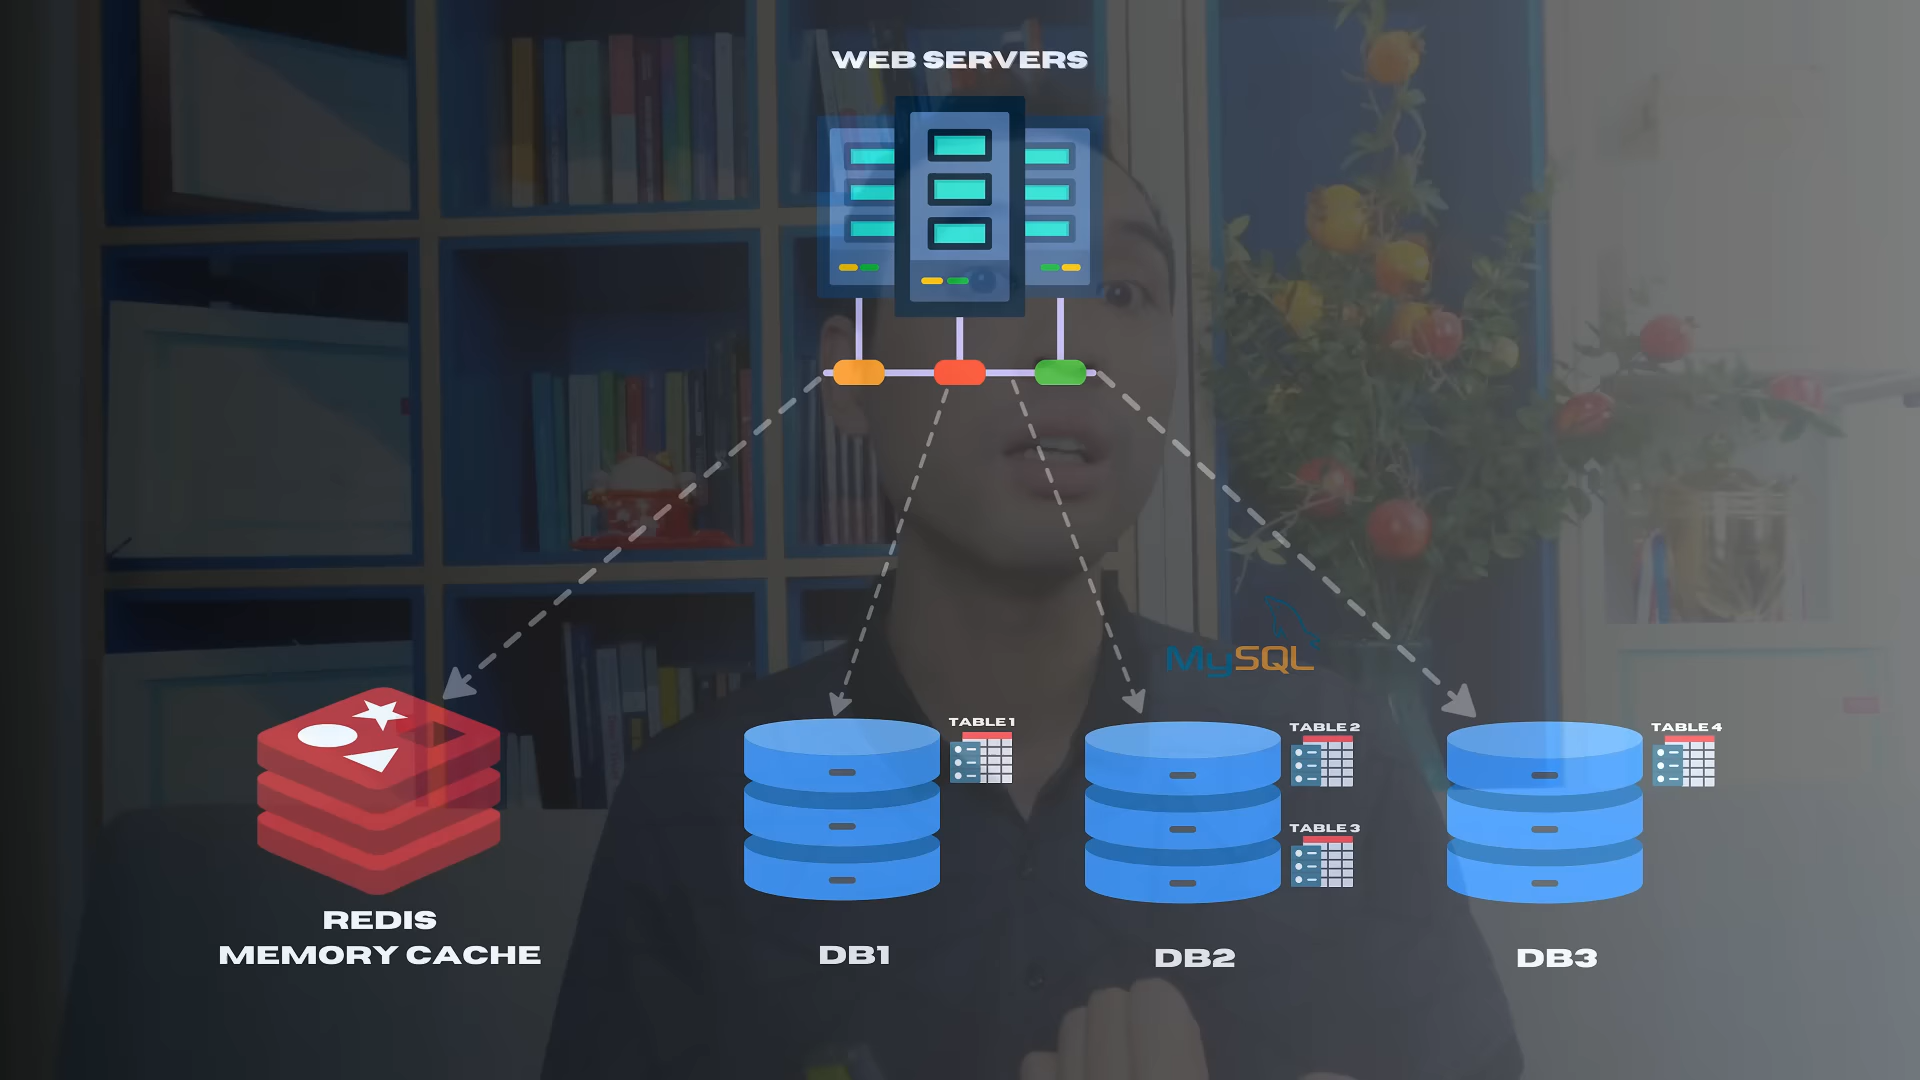 WEB SERVERS
MySQL
TABLE 1
TABLE 2
TABLE 4
TABLE 3
REDIS
MEMORY CACHE
DB1
DB2
DB3